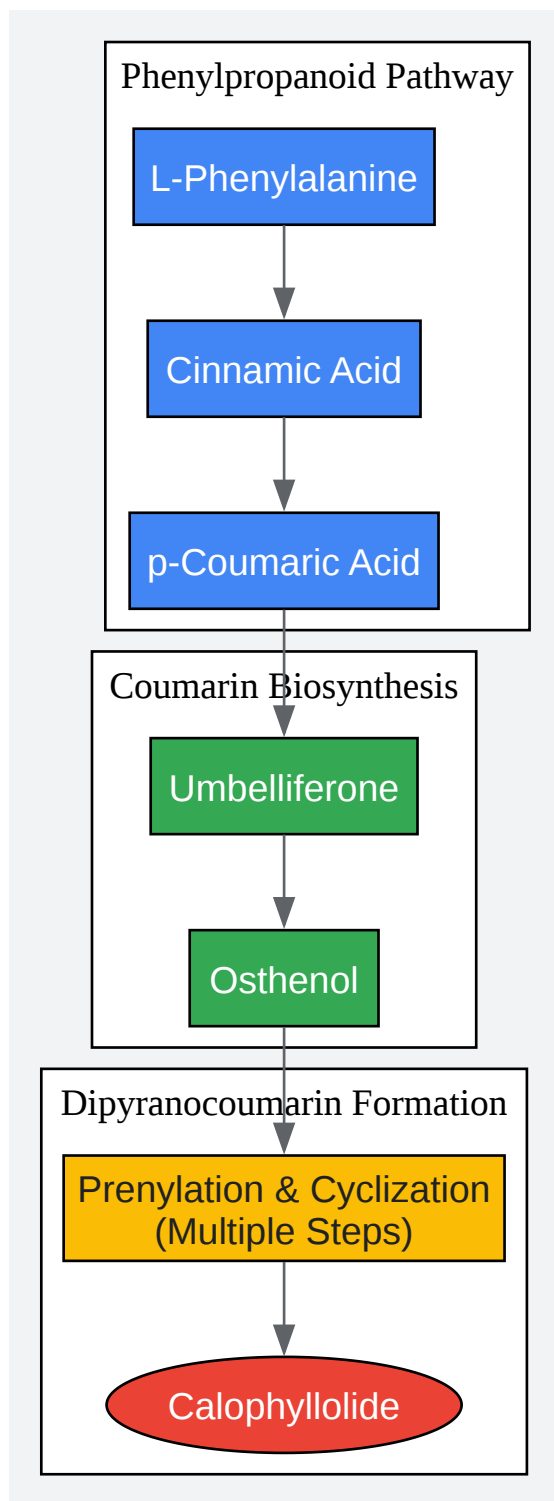 Phenylpropanoid Pathway
L-Phenylalanine
Cinnamic Acid
p-Coumaric Acid
Coumarin Biosynthesis
Umbelliferone
Osthenol
Dipyranocoumarin Formation
Prenylation & Cyclization
(Multiple Steps)
Calophyllolide